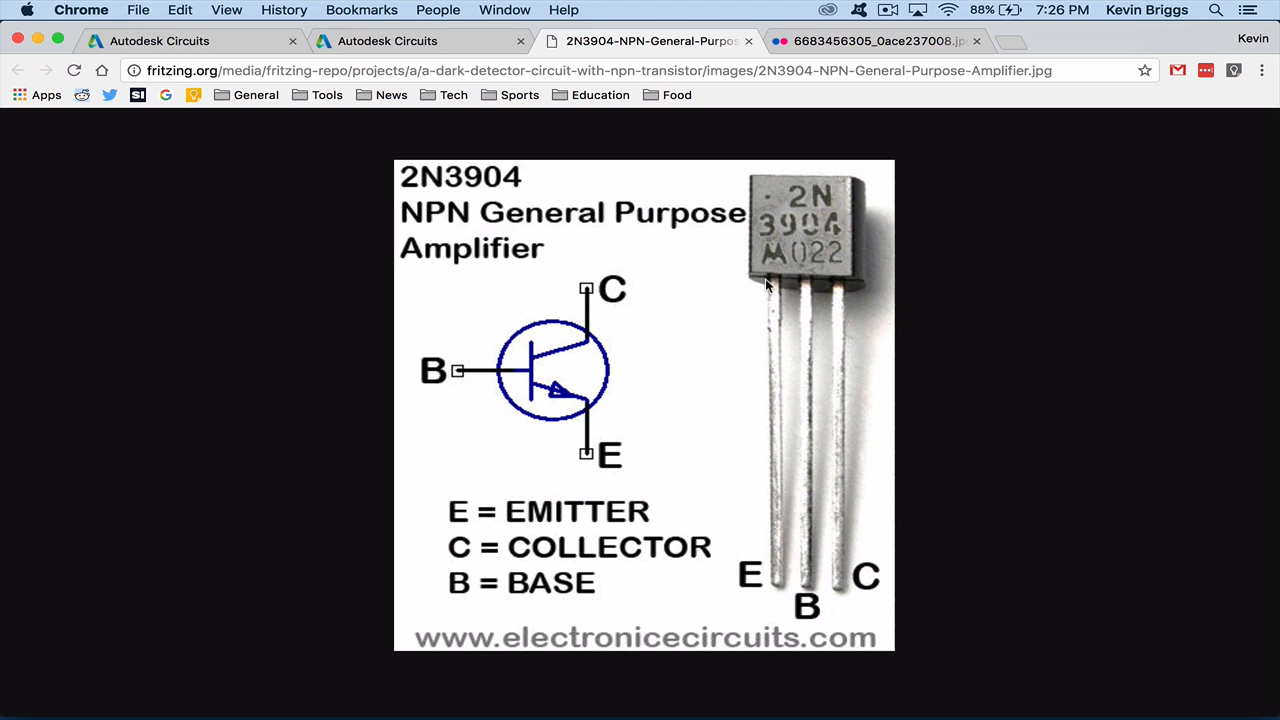 Chrome File Edit View History Bookmarks People Window Help 88% 7:26 PM Kevin Briggs
Autodesk Circuits Autodesk Circuits 2N3904-NPN-General-Purpos 6683456305_0ace237008.jp Kevin
fritzing.org/media/fritzing-repo/projects/a/a-dark-detector-circuit-with-npn-transistor/images/2N3904-NPN-General-Purpose-Amplifier.jpg
Apps SI G General Tools News Tech Sports Education Food
2N3904
NPN General Purpose
Amplifier
2N
3904
M022
C
B
E
E = EMITTER
C = COLLECTOR
B = BASE
E
B
C
www.electronicecircuits.com